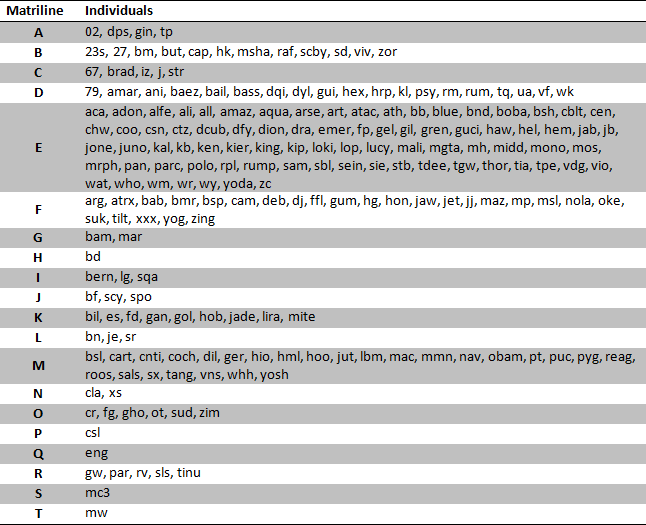 Matriline Individuals
A 02, dps, gin, tp
B 23s, 27, bm, but, cap, hk, msha, raf, scby, sd, viv, zor
C 67, brad, iz, j, str
D 79, amar, ani, baez, bail, bass, dqi, dyl, gui, hex, hrp, kl, psy, rm, rum, tq, ua, vf, wk
aca, adon, alfe, ali, all, amaz, aqua, arse, art, atac, ath, bb, blue, bnd, boba, bsh, cblt, cen,
chw, coo, csn, ctz, dcub, dfy, dion, dra, emer, fp, gel, gil, gren, guci, haw, hel, hem, jab, jb,
jone, juno, kal, kb, ken, kier, king, kip, loki, lop, lucy, mali, mgta, mh, midd, mono, mos,
E mrph, pan, parc, polo, rpl, rump, sam, sbl, sein, sie, stb, tdee, tgw, thor, tia, tpe, vdg, vio,
wat, who, wm, wr, wy, yoda, zc
F arg, atrx, bab, bmr, bsp, cam, deb, dj, ffl, gum, hg, hon, jaw, jet, jj, maz, mp, msl, nola, oke,
suk, tilt, xxx, yog, zing
G bam, mar
H bd
I bern, lg, sqa
J bf, scy, spo
K bil, es, fd, gan, gol, hob, jade, lira, mite
L bn, je, sr
M bsl, cart, cnti, coch, dil, ger, hio, hml, hoo, jut, lbm, mac, mmn, nav, obam, pt, puc, pyg, reag,
roos, sals, sx, tang, vns, whh, yosh
N cla, xs
O cr, fg, gho, ot, sud, zim
P csl
Q eng
R gw, par, rv, sls, tinu
S mc3
T mw